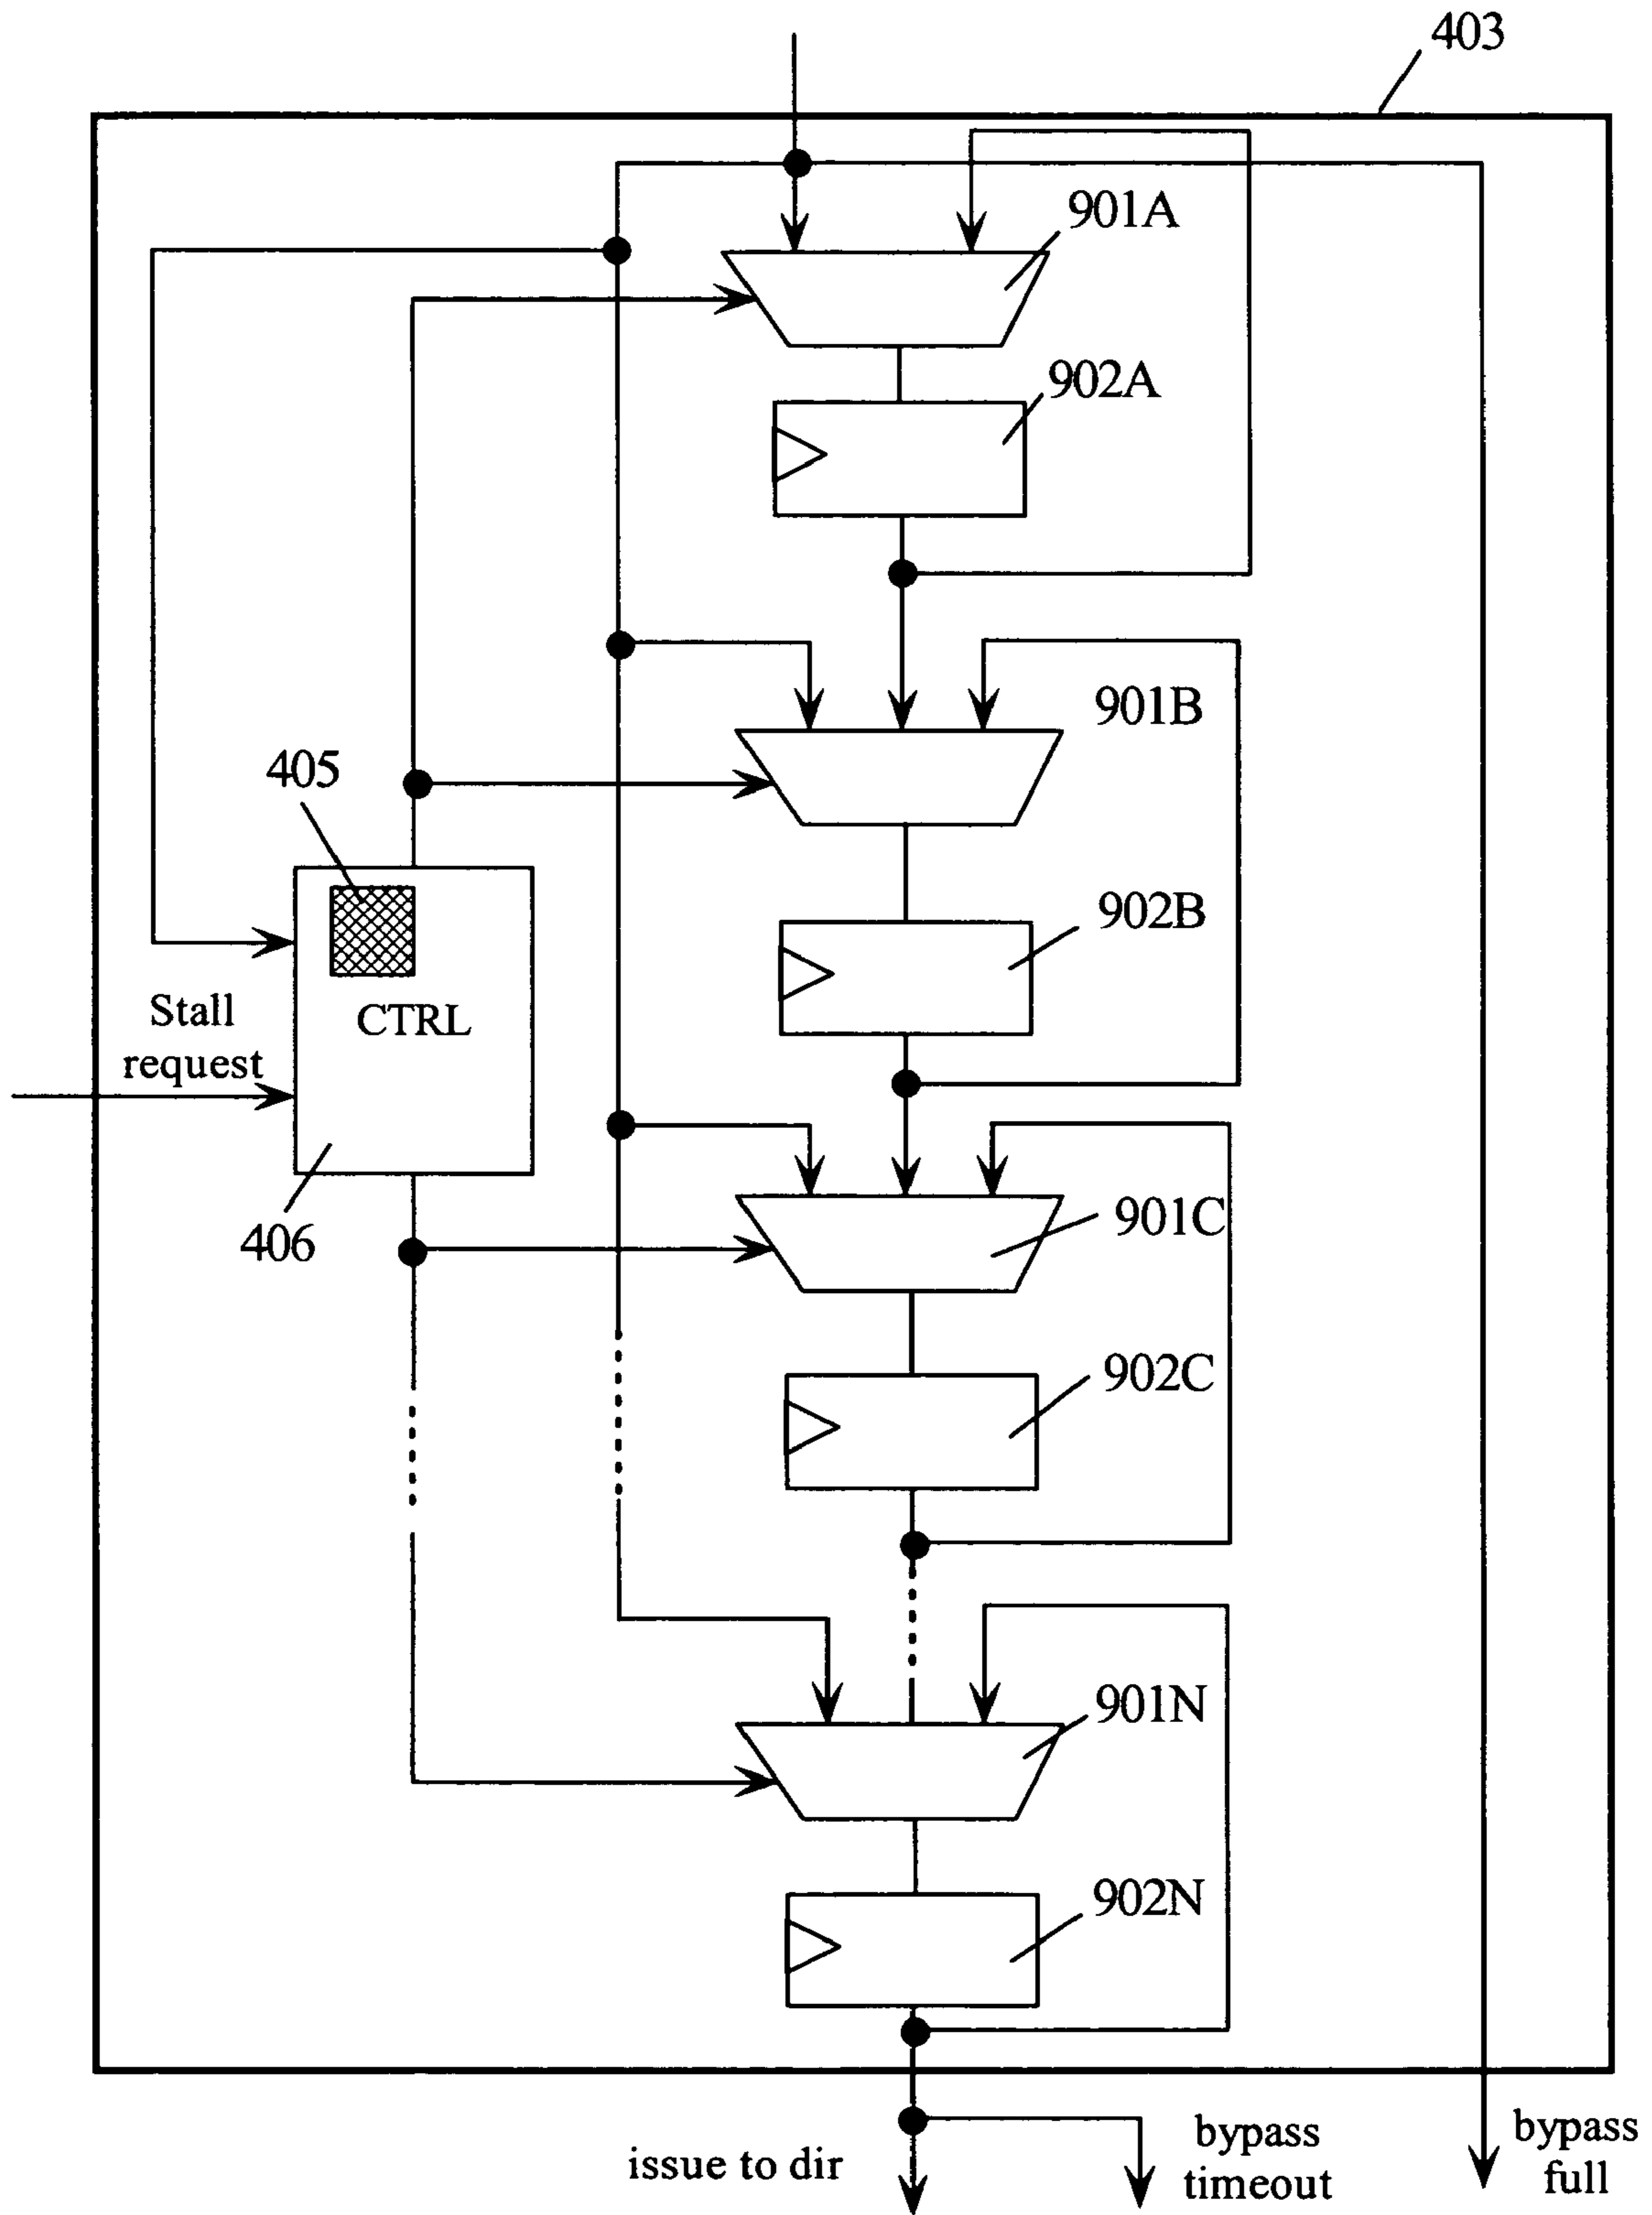 403
901A
902A
901B
405
902B
Stall
request
CTRL
406
901C
902C
901N
902N
issue to dir
bypass
timeout
bypass
full